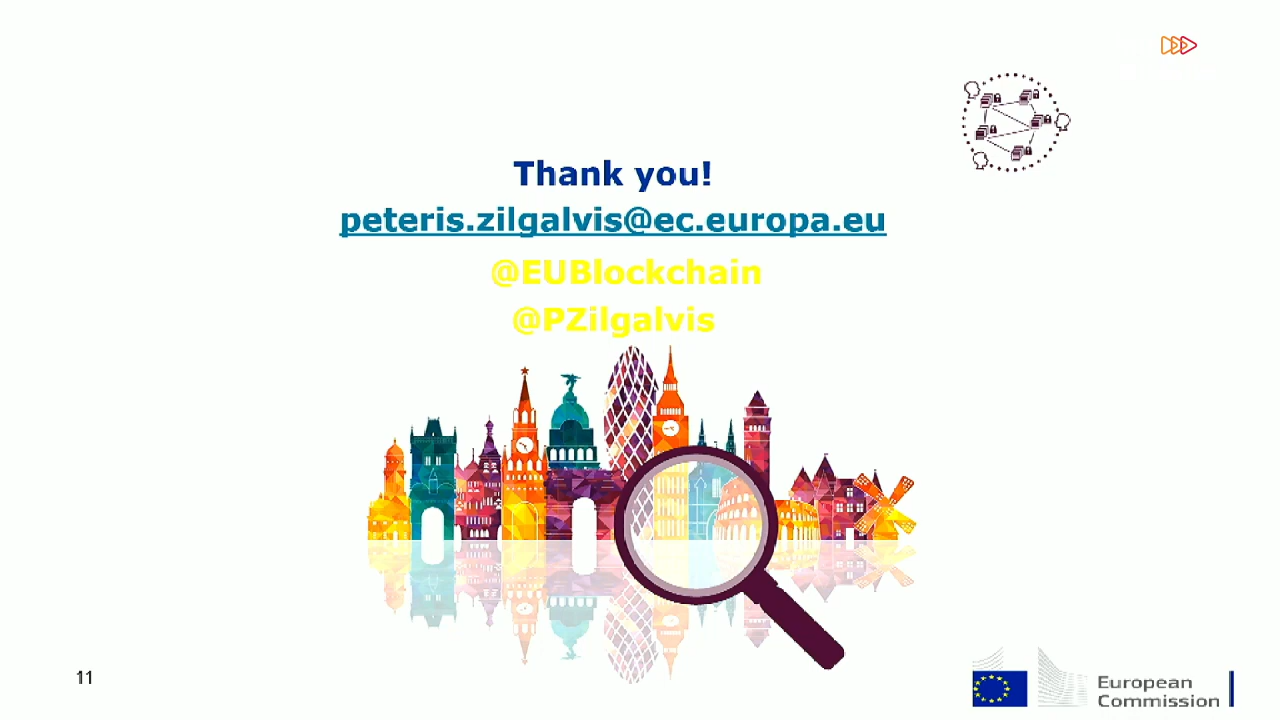 Thank you!
peteris.zilgalvis@ec.europa.eu
@EUBlockchain
@PZilgalvis
11
European
Commission